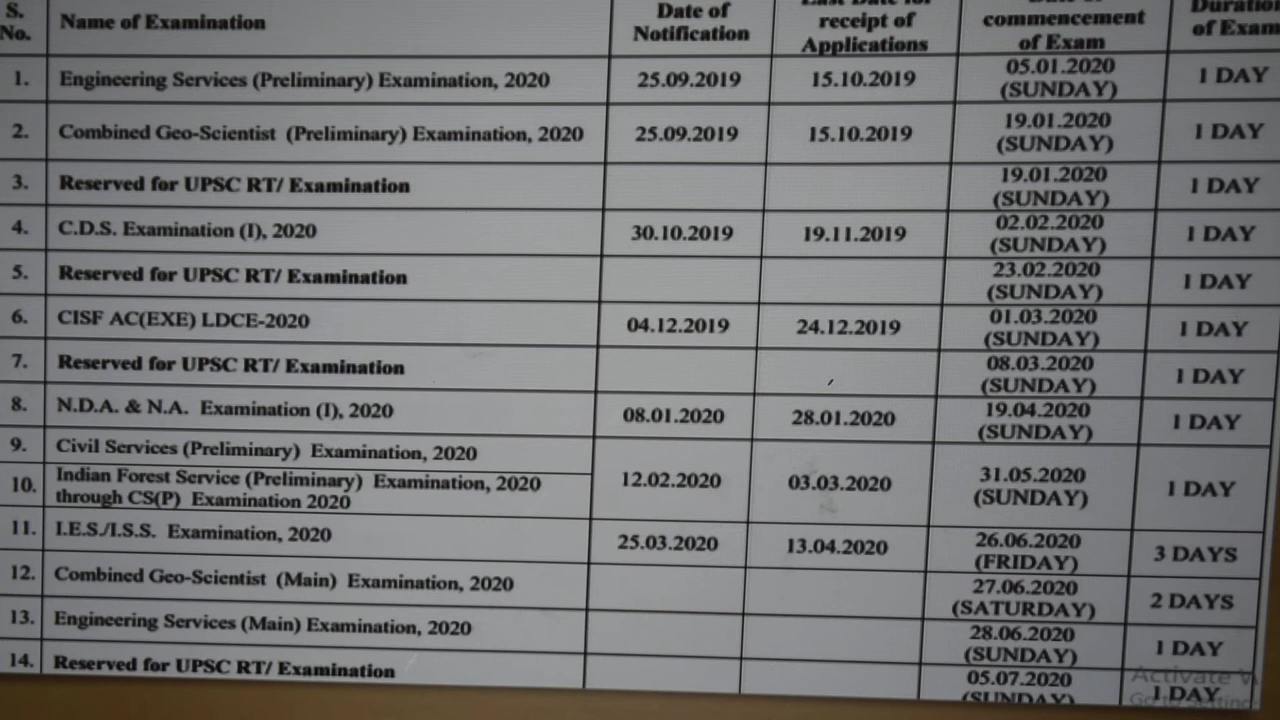 S. No. Name of Examination Date of Notification Last Date for receipt of Applications Date of commencement of Exam Duration of Exam
1. Engineering Services (Preliminary) Examination, 2020 25.09.2019 15.10.2019 05.01.2020 (SUNDAY) 1 DAY
2. Combined Geo-Scientist (Preliminary) Examination, 2020 25.09.2019 15.10.2019 19.01.2020 (SUNDAY) 1 DAY
3. Reserved for UPSC RT/ Examination 19.01.2020 (SUNDAY) 1 DAY
4. C.D.S. Examination (I), 2020 30.10.2019 19.11.2019 02.02.2020 (SUNDAY) 1 DAY
5. Reserved for UPSC RT/ Examination 23.02.2020 (SUNDAY) 1 DAY
6. CISF AC(EXE) LDCE-2020 04.12.2019 24.12.2019 01.03.2020 (SUNDAY) 1 DAY
7. Reserved for UPSC RT/ Examination 08.03.2020 (SUNDAY) 1 DAY
8. N.D.A. & N.A. Examination (I), 2020 08.01.2020 28.01.2020 19.04.2020 (SUNDAY) 1 DAY
9. Civil Services (Preliminary) Examination, 2020
10. Indian Forest Service (Preliminary) Examination, 2020 through CS(P) Examination 2020 12.02.2020 03.03.2020 31.05.2020 (SUNDAY) 1 DAY
11. I.E.S./I.S.S. Examination, 2020 25.03.2020 13.04.2020 26.06.2020 (FRIDAY) 3 DAYS
12. Combined Geo-Scientist (Main) Examination, 2020 27.06.2020 (SATURDAY) 2 DAYS
13. Engineering Services (Main) Examination, 2020 28.06.2020 (SUNDAY) 1 DAY
14. Reserved for UPSC RT/ Examination 05.07.2020 (SUNDAY) 1 DAY
Activate
Go to Setting